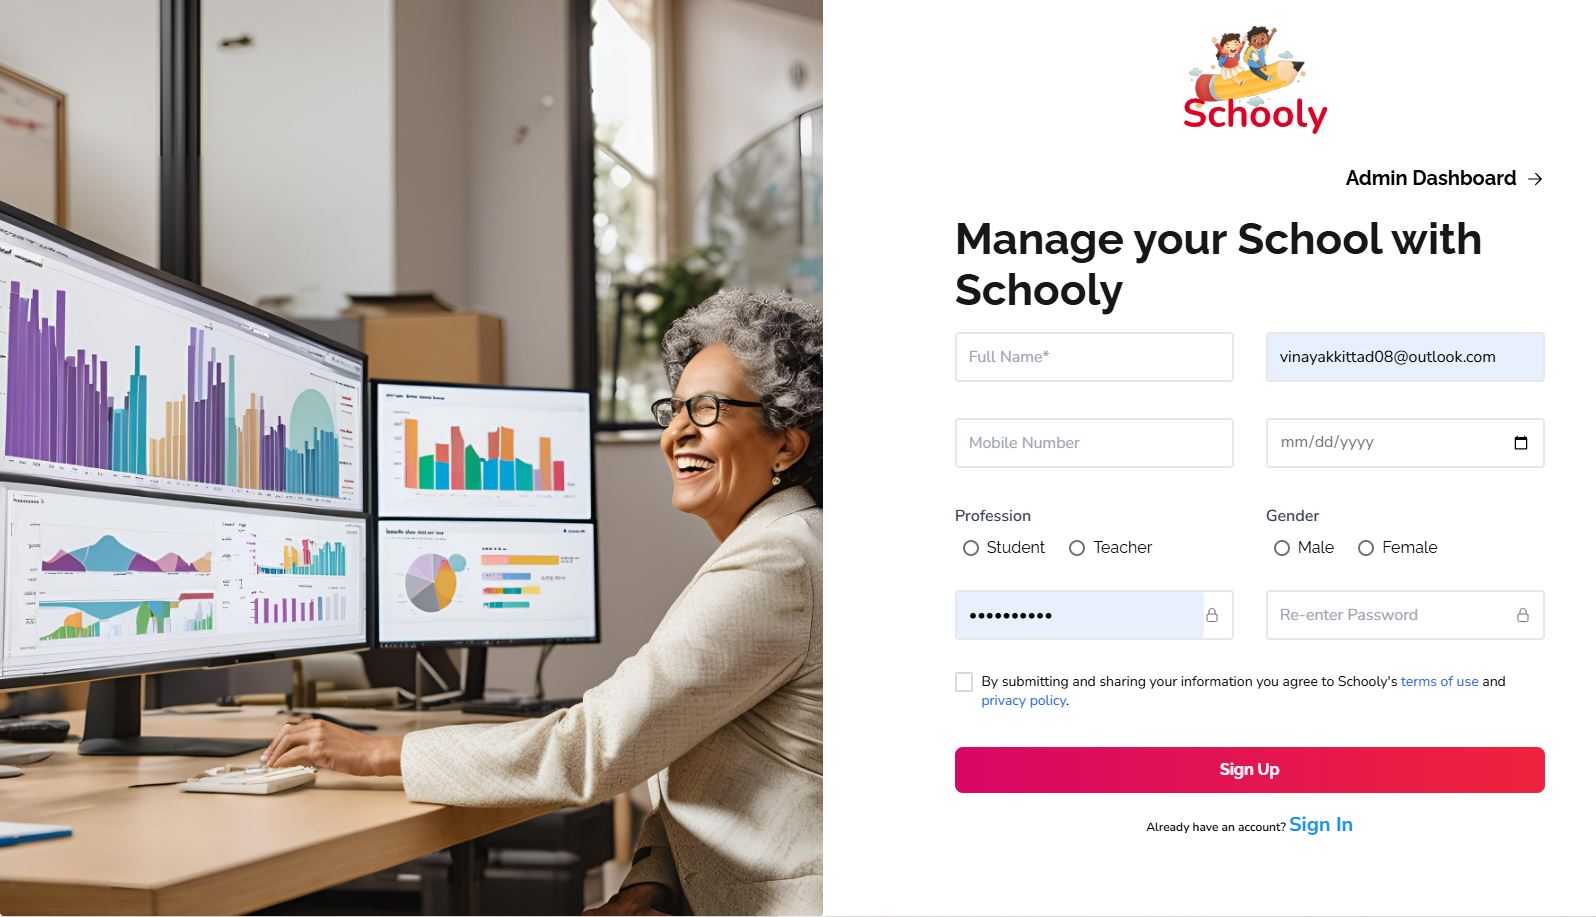 Schooly
Admin Dashboard
Manage your School with
Schooly
Full Name*
vinayakkittad08@outlook.com
Mobile Number
mm/dd/yyyy
Profession
Gender
Student
Teacher
Male
Female
Re-enter Password
By submitting and sharing your information you agree to Schooly's terms of use and
privacy policy.
Sign Up
Already have an account? Sign In